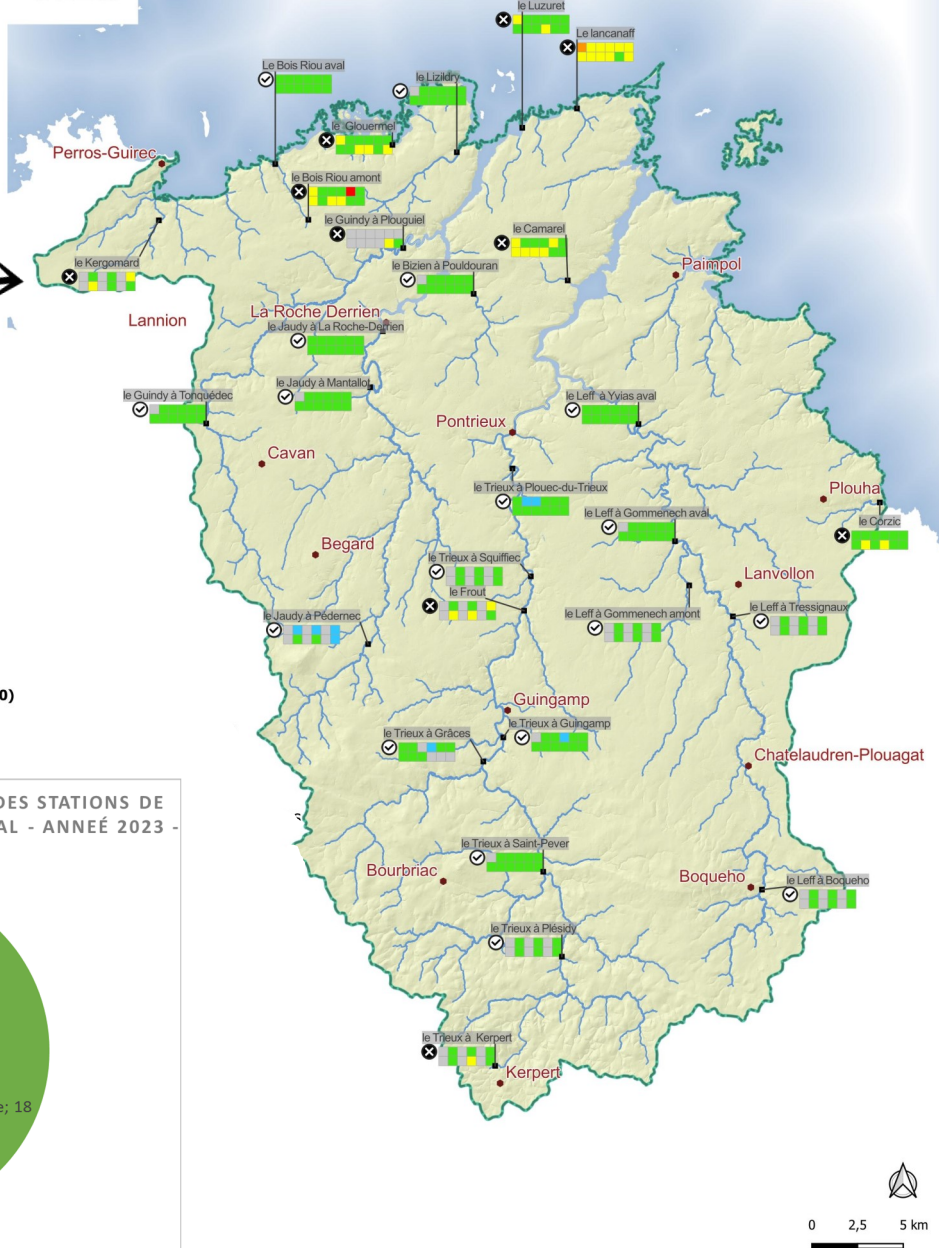 le Luzuret
Le lancanaff
Le Bois Riou aval
le Lizildry
le Glouermel
Perros-Guirec
le Bois Riou amont
le Guindy à Plouguiel
le Camarel
le Kergomard
le Bizien à Pouldouran
Paimpol
Lannion
La Roche Derrien
le Jaudy à La Roche-Derrien
le Jaudy à Mantallot
le Guindy à Tonquédec
le Leff à Yvias aval
Pontrieux
Cavan
le Trieux à Plouec-du-Trieux
Plouha
le Leff à Gommenech aval
le Corzic
Begard
le Trieux à Squiffiec
Lanvollon
le Frout
le Jaudy à Pédernec
le Leff à Gommenech amont
le Leff à Tressignaux
0)
Guingamp
le Trieux à Grâces
le Trieux à Guingamp
Chatelaudren-Plouagat
DES STATIONS DE
AL - ANNEÉ 2023 -
le Trieux à Saint-Pever
Bourbriac
Boqueho
le Leff à Boqueho
le Trieux à Plésidy
le Trieux à Kerpert
Kerpert
e; 18
0 2,5 5 km